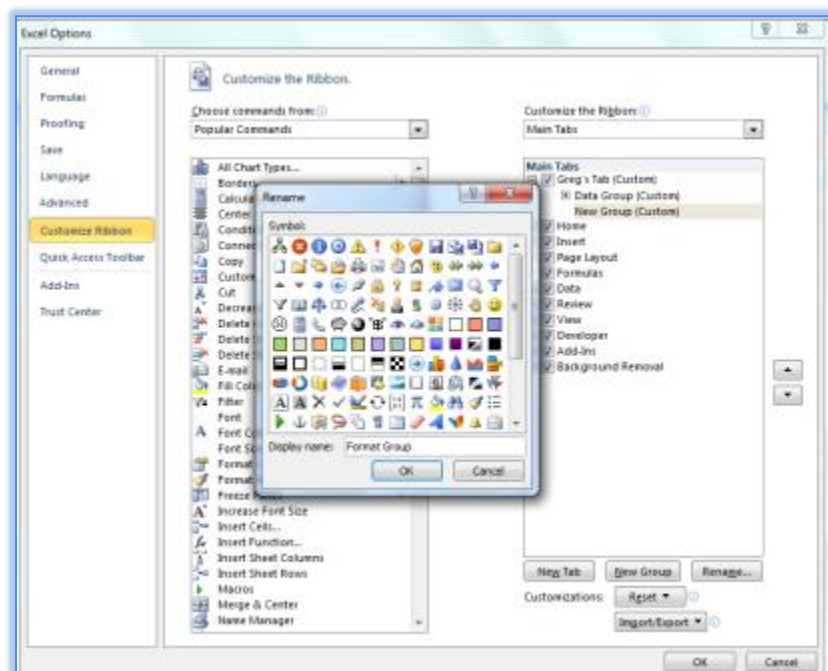 Excel Options
General
Formulas
Proofing
Save
Language
Advanced
Customize Ribbon
Quick Access Toolbar
Add-Ins
Trust Center
Customize the Ribbon.
Choose commands from:
Popular Commands
All Chart Types...
Borders
Calcula
Center
Conditi
Connec
Copy
Custom
Cut
Decrea
Delete
Delete
Delete
E-mail
Fill Colo
Filter
Font
Font Co
Font Siz
Format
Format
Freeze
Increase Font Size
Insert Cells...
Insert Function...
Insert Sheet Columns
Insert Sheet Rows
Macros
Merge & Center
Name Manager
Rename
Symbol:
Display name: Format Group
OK Cancel
Customize the Ribbon:
Main Tabs
Main Tabs
Greg's Tab (Custom)
Data Group (Custom)
New Group (Custom)
Home
Insert
Page Layout
Formulas
Data
Review
View
Developer
Add-Ins
Background Removal
New Tab New Group Rename...
Customizations: Reset
Import/Export
OK Cancel